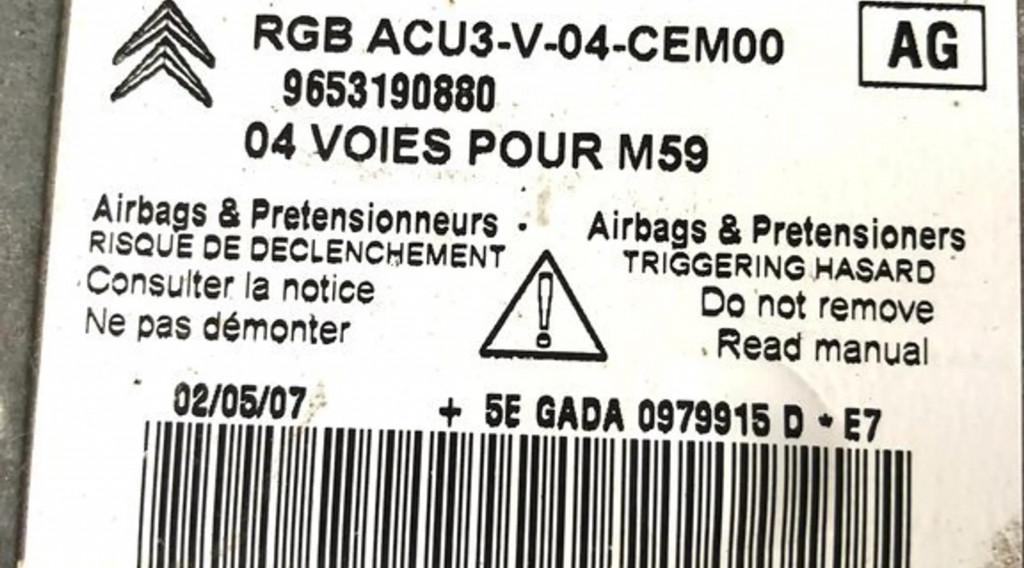 RGB ACU3-V-04-CEM00
AG
9653190880
04 VOIES POUR M59
Airbags & Pretensionneurs
RISQUE DE DECLENCHEMENT
Consulter la notice
Ne pas démonter
Airbags & Pretensioners
TRIGGERING HASARD
Do not remove
Read manual
02/05/07
+ 5E GADA 0979915 D * E7